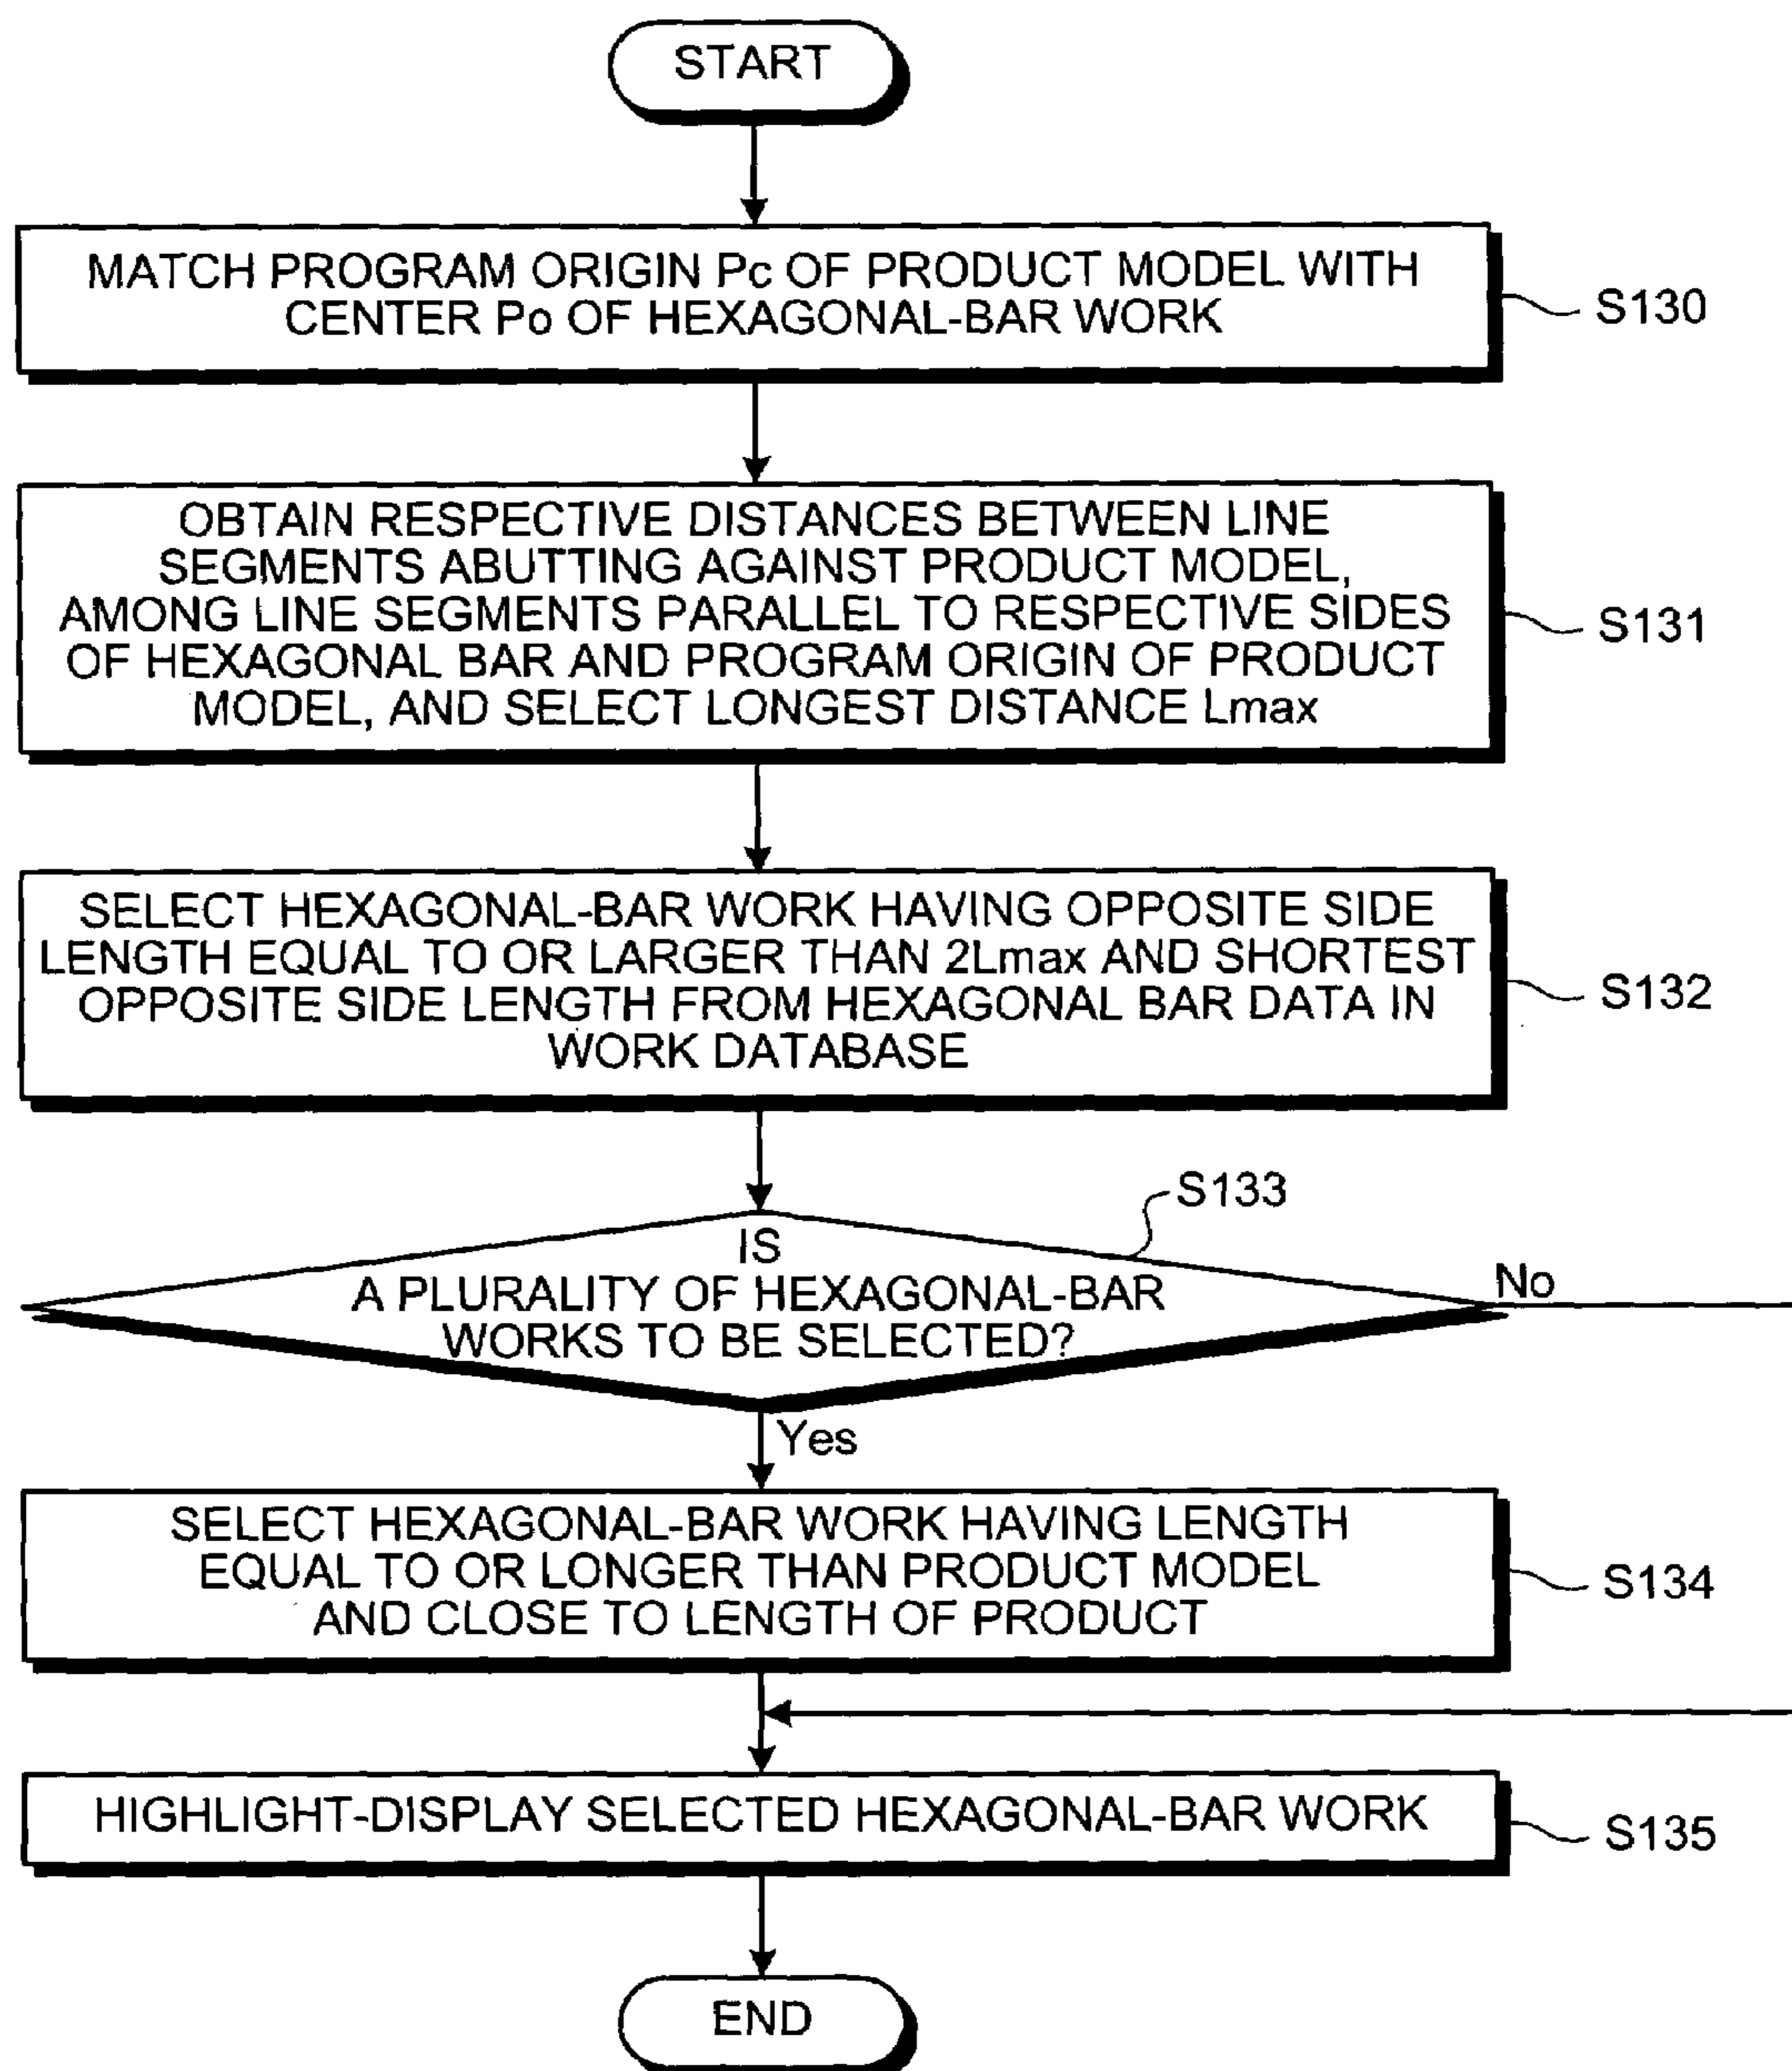 START
MATCH PROGRAM ORIGIN Pc OF PRODUCT MODEL WITH
CENTER Po OF HEXAGONAL-BAR WORK
S130
OBTAIN RESPECTIVE DISTANCES BETWEEN LINE
SEGMENTS ABUTTING AGAINST PRODUCT MODEL,
AMONG LINE SEGMENTS PARALLEL TO RESPECTIVE SIDES
OF HEXAGONAL BAR AND PROGRAM ORIGIN OF PRODUCT
MODEL, AND SELECT LONGEST DISTANCE Lmax
S131
SELECT HEXAGONAL-BAR WORK HAVING OPPOSITE SIDE
LENGTH EQUAL TO OR LARGER THAN 2Lmax AND SHORTEST
OPPOSITE SIDE LENGTH FROM HEXAGONAL BAR DATA IN
WORK DATABASE
S132
S133
IS
A PLURALITY OF HEXAGONAL-BAR
WORKS TO BE SELECTED?
No
Yes
SELECT HEXAGONAL-BAR WORK HAVING LENGTH
EQUAL TO OR LONGER THAN PRODUCT MODEL
AND CLOSE TO LENGTH OF PRODUCT
S134
HIGHLIGHT-DISPLAY SELECTED HEXAGONAL-BAR WORK
S135
END